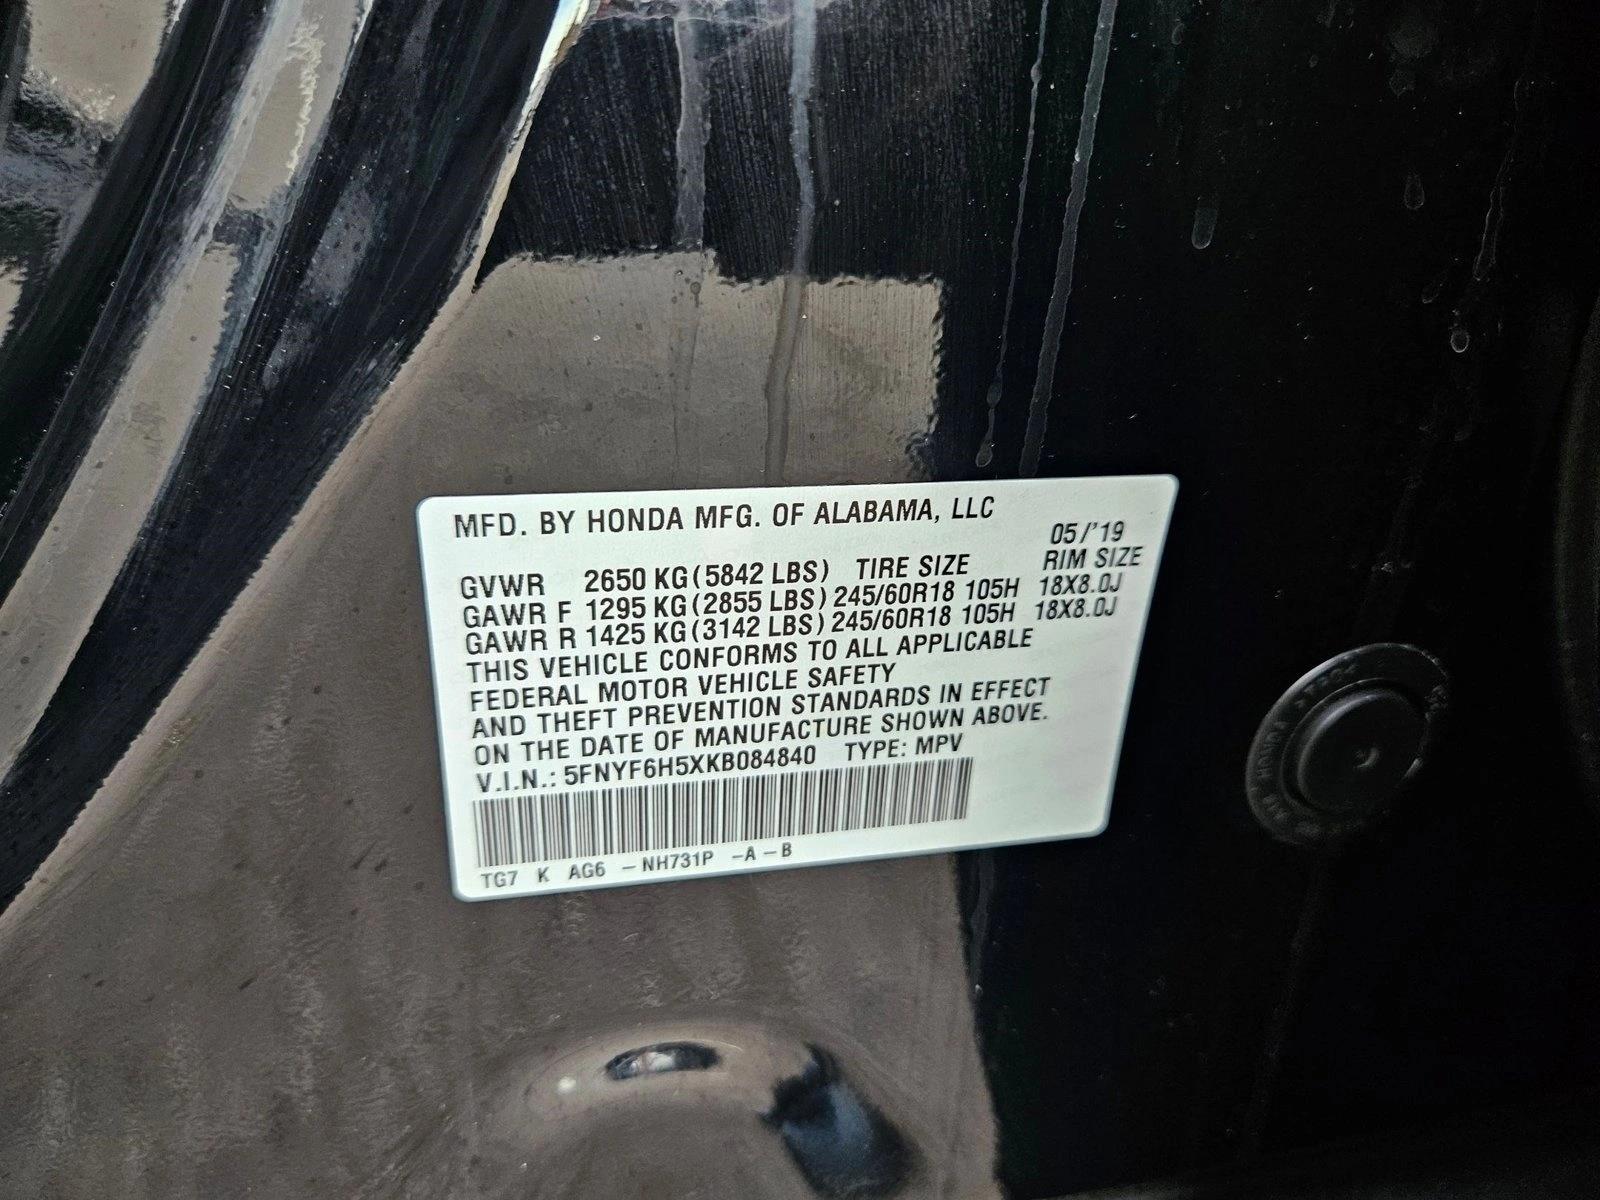 MFD. BY HONDA MFG. OF ALABAMA, LLC
05/'19
GVWR 2650 KG (5842 LBS) TIRE SIZE RIM SIZE
GAWR F 1295 KG (2855 LBS) 245/60R18 105H 18X8.0J
GAWR R 1425 KG (3142 LBS) 245/60R18 105H 18X8.0J
THIS VEHICLE CONFORMS TO ALL APPLICABLE
FEDERAL MOTOR VEHICLE SAFETY
AND THEFT PREVENTION STANDARDS IN EFFECT
ON THE DATE OF MANUFACTURE SHOWN ABOVE.
V.I.N.: 5FNYF6H5XKB084840 TYPE: MPV
TG7 K AG6 -NH731P -A-B